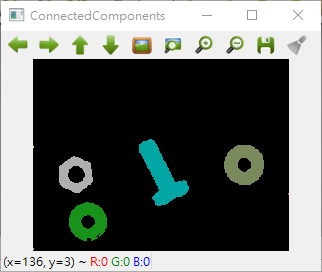 ConnectedComponents
(x=136, y=3) ~ R:0 G:0 B:0